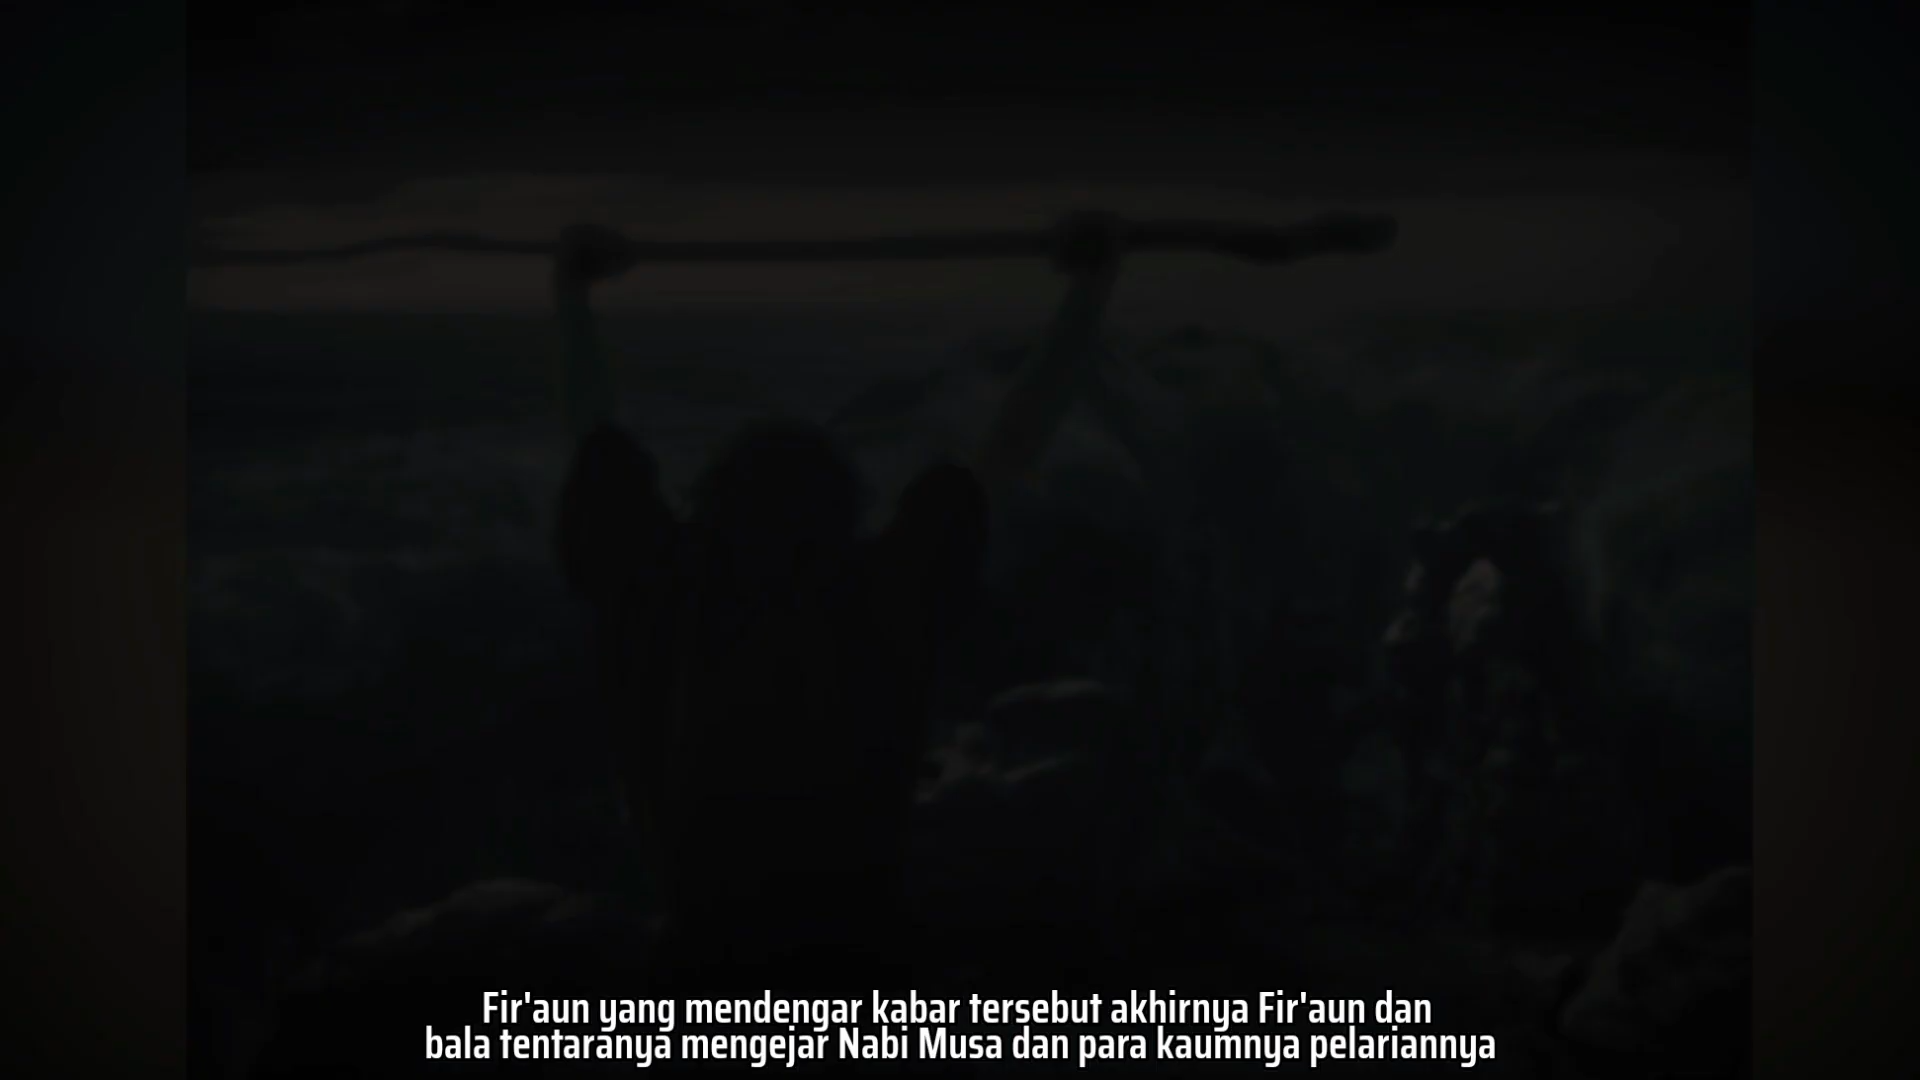 Fir'aun yang mendengar kabar tersebut akhirnya Fir'aun dan
bala tentaranya mengejar Nabi Musa dan para kaumnya pelariannya